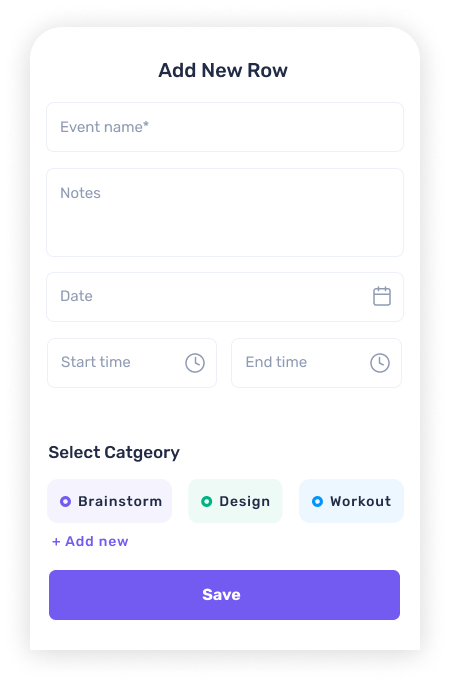 Add New Row
Event name*
Notes
Date
Start time End time
Select Catgeory
Brainstorm Design Workout
+ Add new
Save